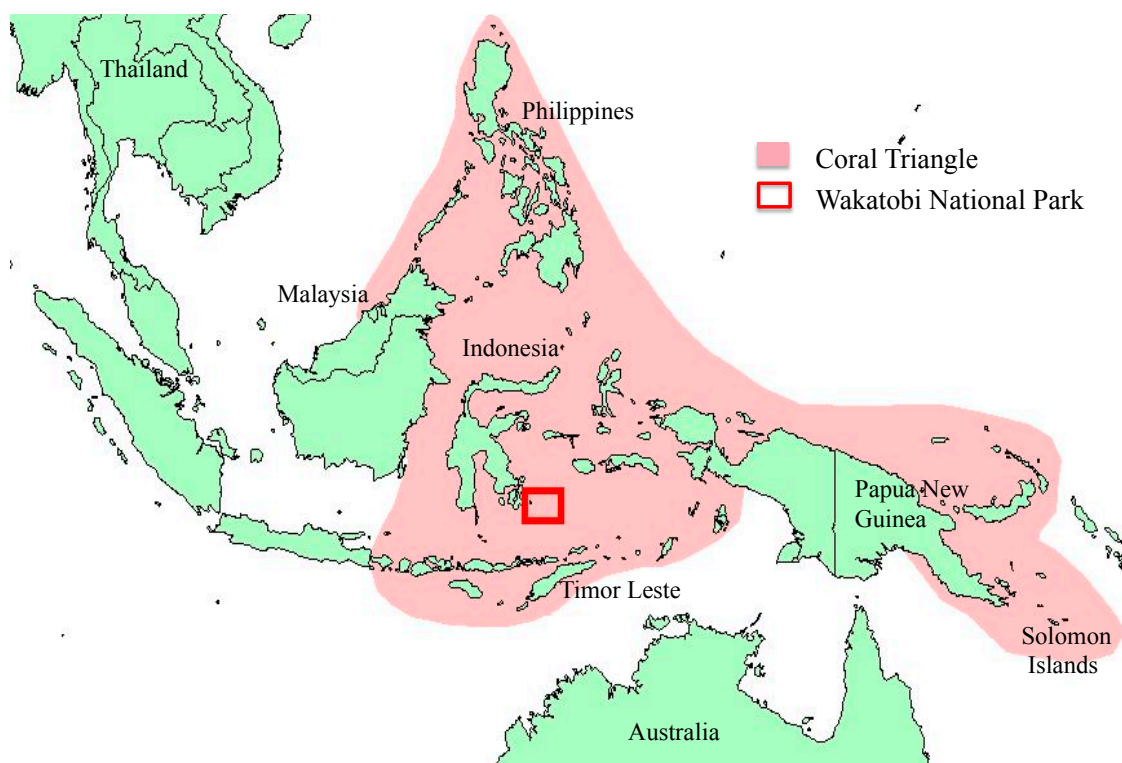 Thailand
Philippines
Coral Triangle
Wakatobi National Park
Malaysia
Indonesia
Papua New
Guinea
Timor Leste
Solomon
Islands
Australia